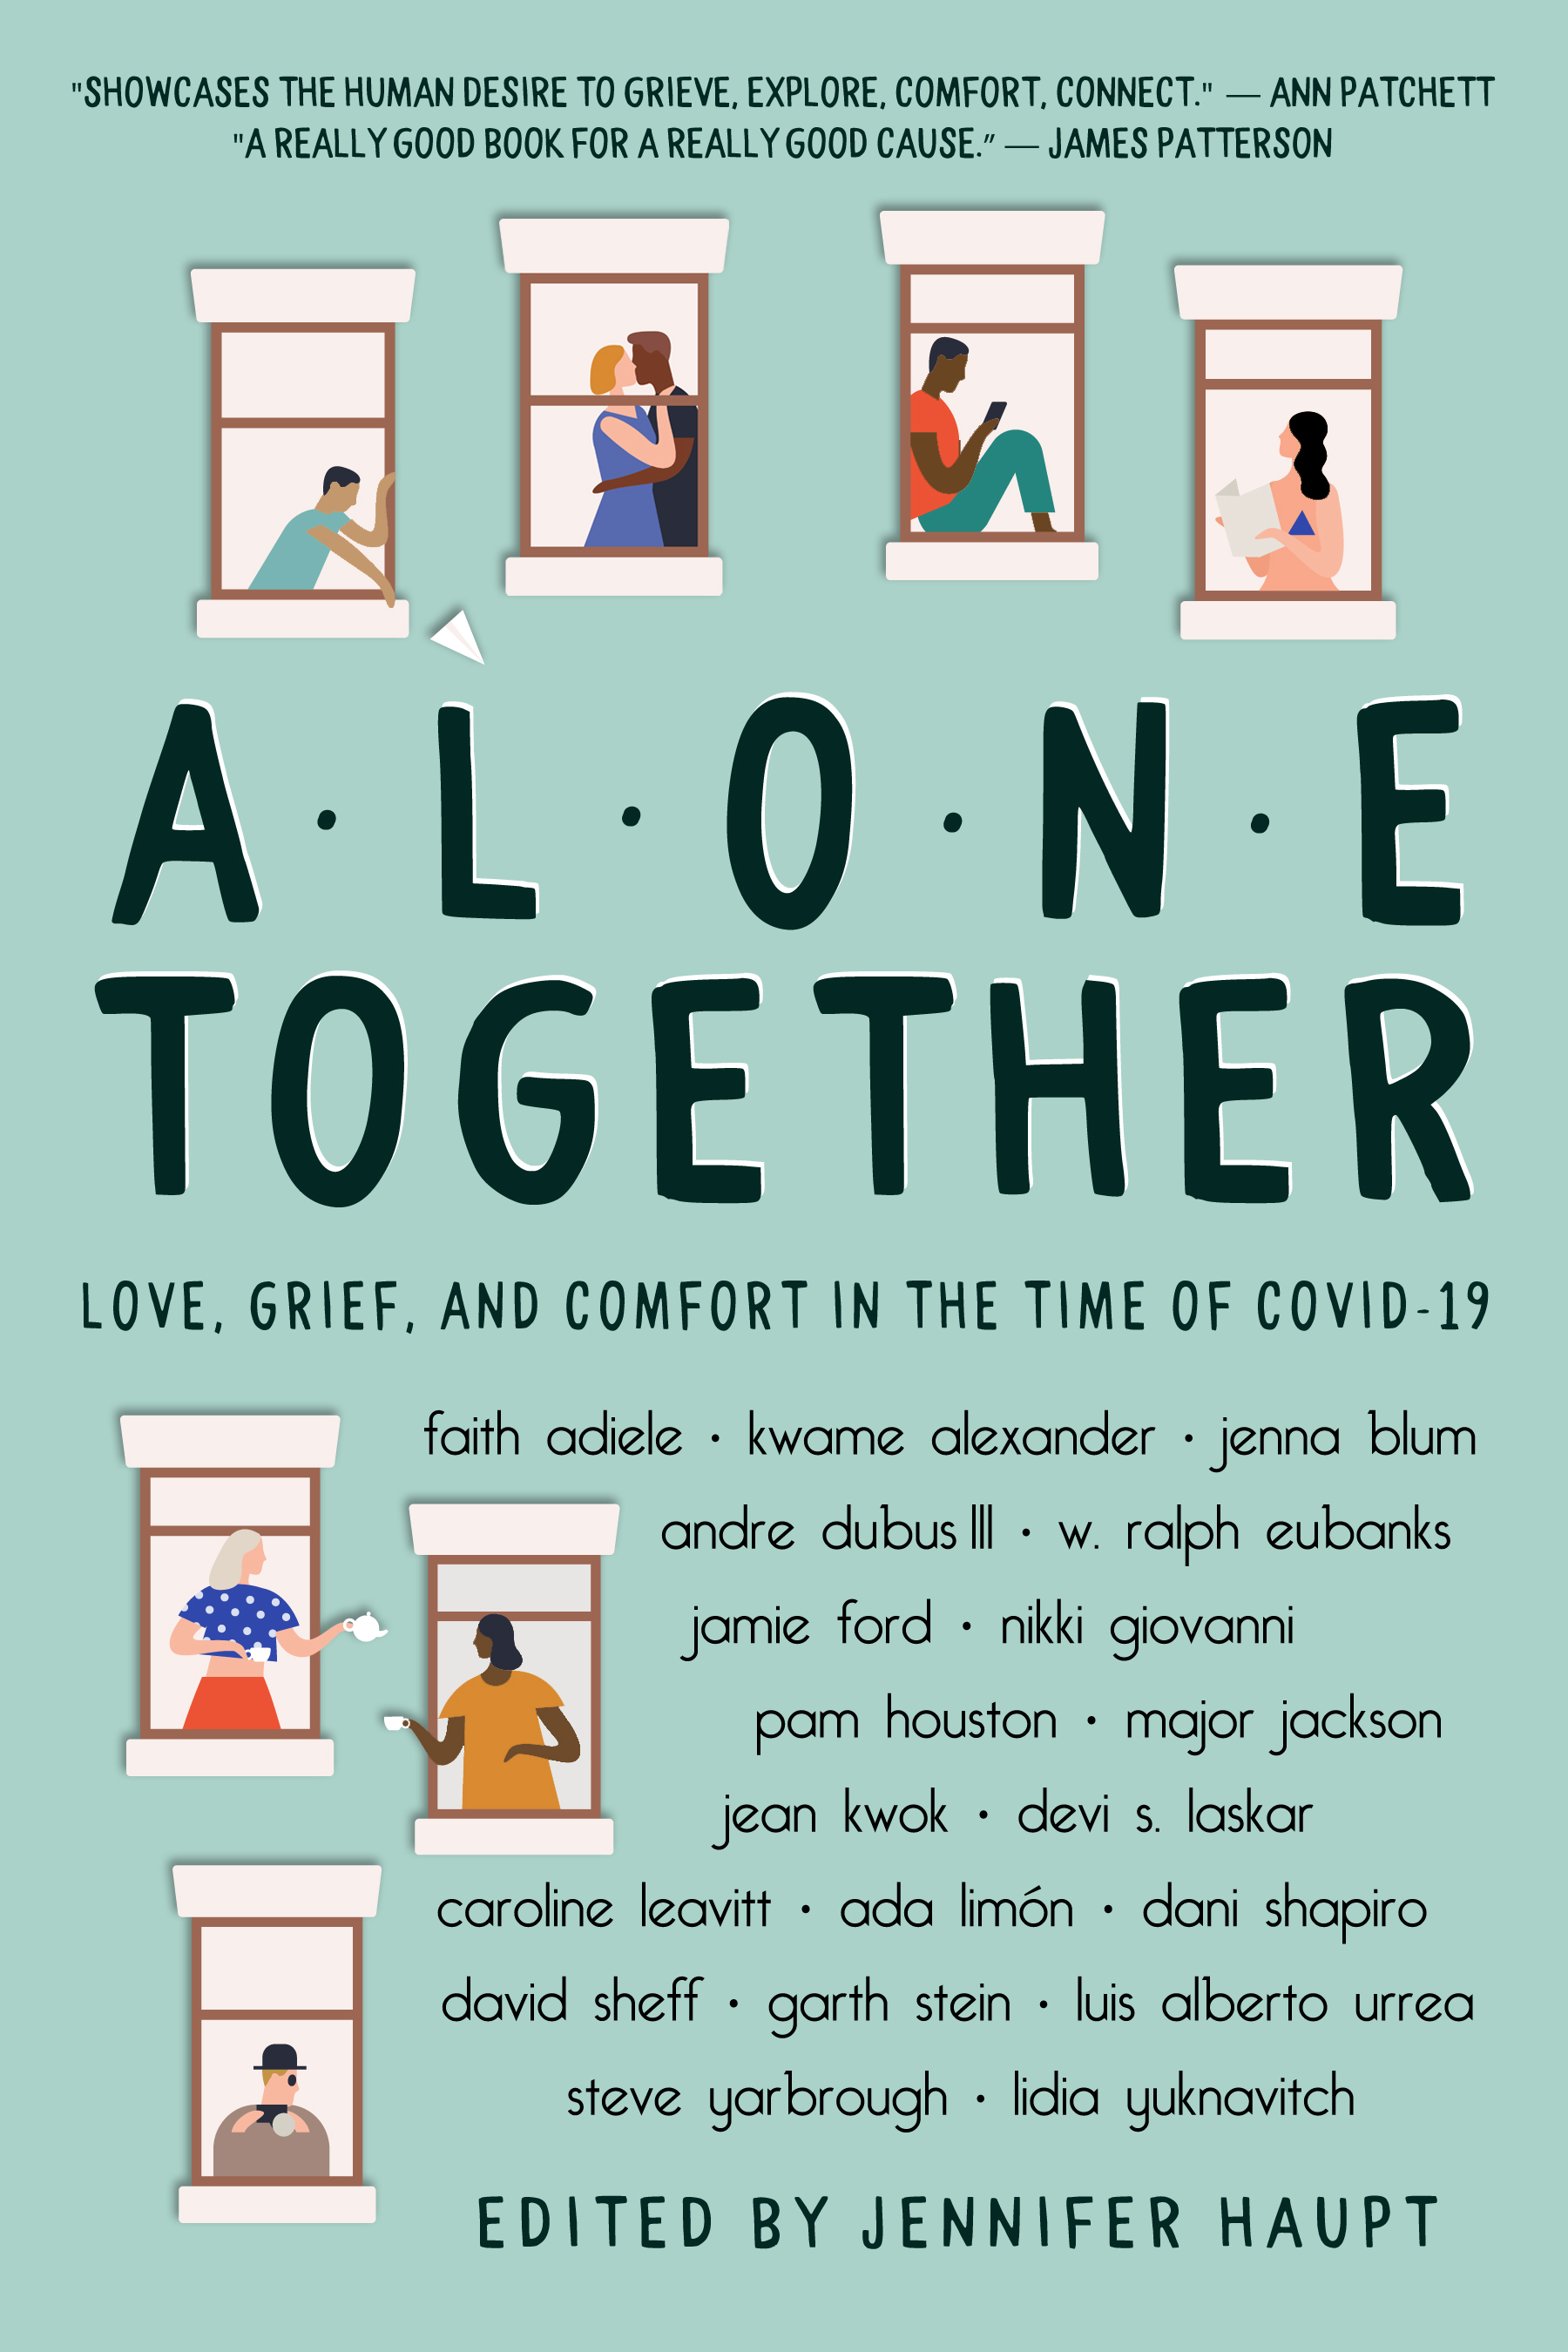 "SHOWCASES THE HUMAN DESIRE TO GRIEVE, EXPLORE, COMFORT, CONNECT." — ANN PATCHETT
"A REALLY GOOD BOOK FOR A REALLY GOOD CAUSE.” — JAMES PATTERSON
A·L·O·N·E
TOGETHER
LOVE, GRIEF, AND COMFORT IN THE TIME OF COVID-19
faith adiele · kwame alexander · jenna blum
andre dubus III · w. ralph eubanks
jamie ford · nikki giovanni
pam houston · major jackson
jean kwok · devi s. laskar
caroline leavitt · ada limón · dani shapiro
david sheff · garth stein · luis alberto urrea
steve yarbrough · lidia yuknavitch
EDITED BY JENNIFER HAUPT